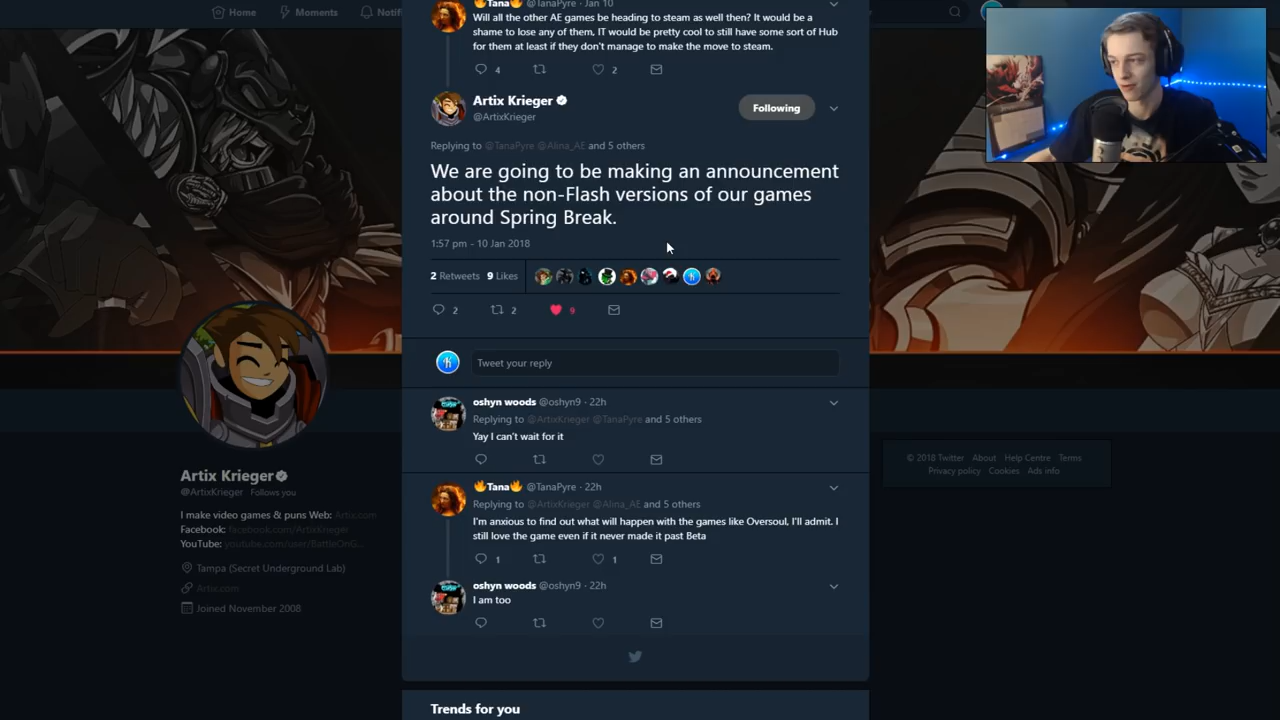 Home
Moments
Notifi
Tana @TanaPyre · Jan 10
Will all the other AE games be heading to steam as well then? It would be a
shame to lose any of them, IT would be pretty cool to still have some sort of Hub
for them at least if they don't manage to make the move to steam.
4
2
Artix Krieger
@ArtixKrieger
Following
Replying to @TanaPyre @Alina_AE and 5 others
We are going to be making an announcement
about the non-Flash versions of our games
around Spring Break.
1:57 pm - 10 Jan 2018
2 Retweets 9 Likes
2
2
9
Tweet your reply
oshyn woods @oshyn9 · 22h
Replying to @ArtixKrieger @TanaPyre and 5 others
Yay I can't wait for it
Tana @TanaPyre · 22h
Replying to @ArtixKrieger @Alina_AE and 5 others
I'm anxious to find out what will happen with the games like Oversoul, I'll admit. I
still love the game even if it never made it past Beta
1
1
oshyn woods @oshyn9 · 22h
I am too
Trends for you
Artix Krieger
@ArtixKrieger Follows you
I make video games & puns Web: Artix.com
Facebook: facebook.com/ArtixKrieger
YouTube: youtube.com/user/BattleOnG...
Tampa (Secret Underground Lab)
Artix.com
Joined November 2008
© 2018 Twitter About Help Centre Terms
Privacy policy Cookies Ads info